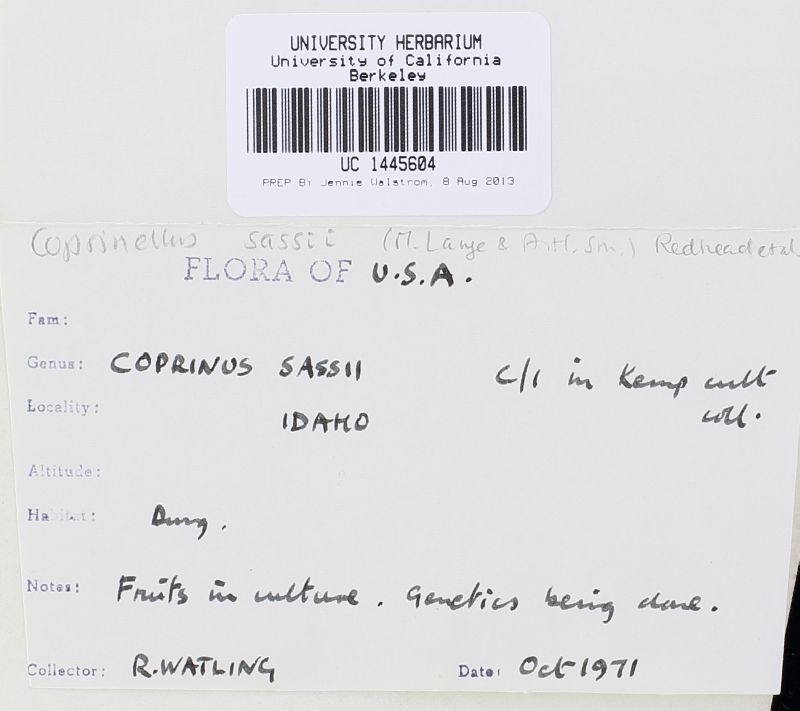 UNIVERSITY HERBARIUM
University of California
Berkeley
UC 1445604
PREP BY Jennie Walstrom, 8 Aug 2013
Coprinellus sassii (M. Lange & A.H. Sm.) Redhead et al
FLORA OF U.S.A.
Fam:
Genus: COPRINUS SASSII C/1 in Kemp cult
Locality: IDAHO coll.
Altitude:
Habitat: Dung.
Notes: Fruits in culture. Genetics being done.
Collector: R. WATLING Date: Oct 1971